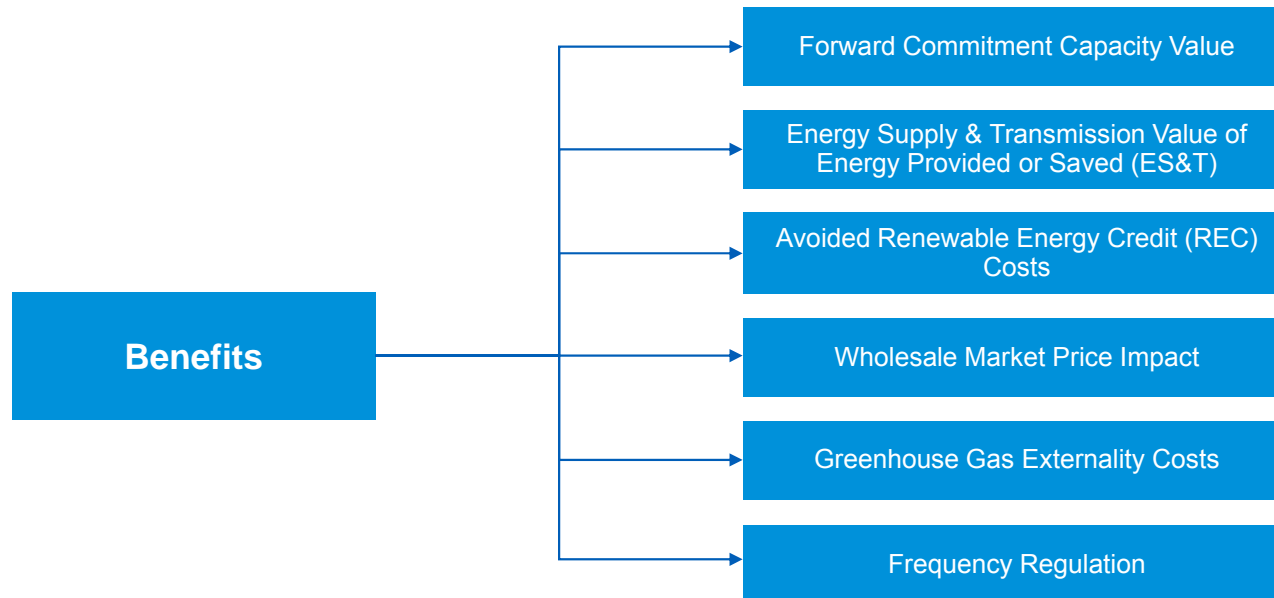 Benefits
Forward Commitment Capacity Value
Energy Supply & Transmission Value of
Energy Provided or Saved (ES&T)
Avoided Renewable Energy Credit (REC)
Costs
Wholesale Market Price Impact
Greenhouse Gas Externality Costs
Frequency Regulation